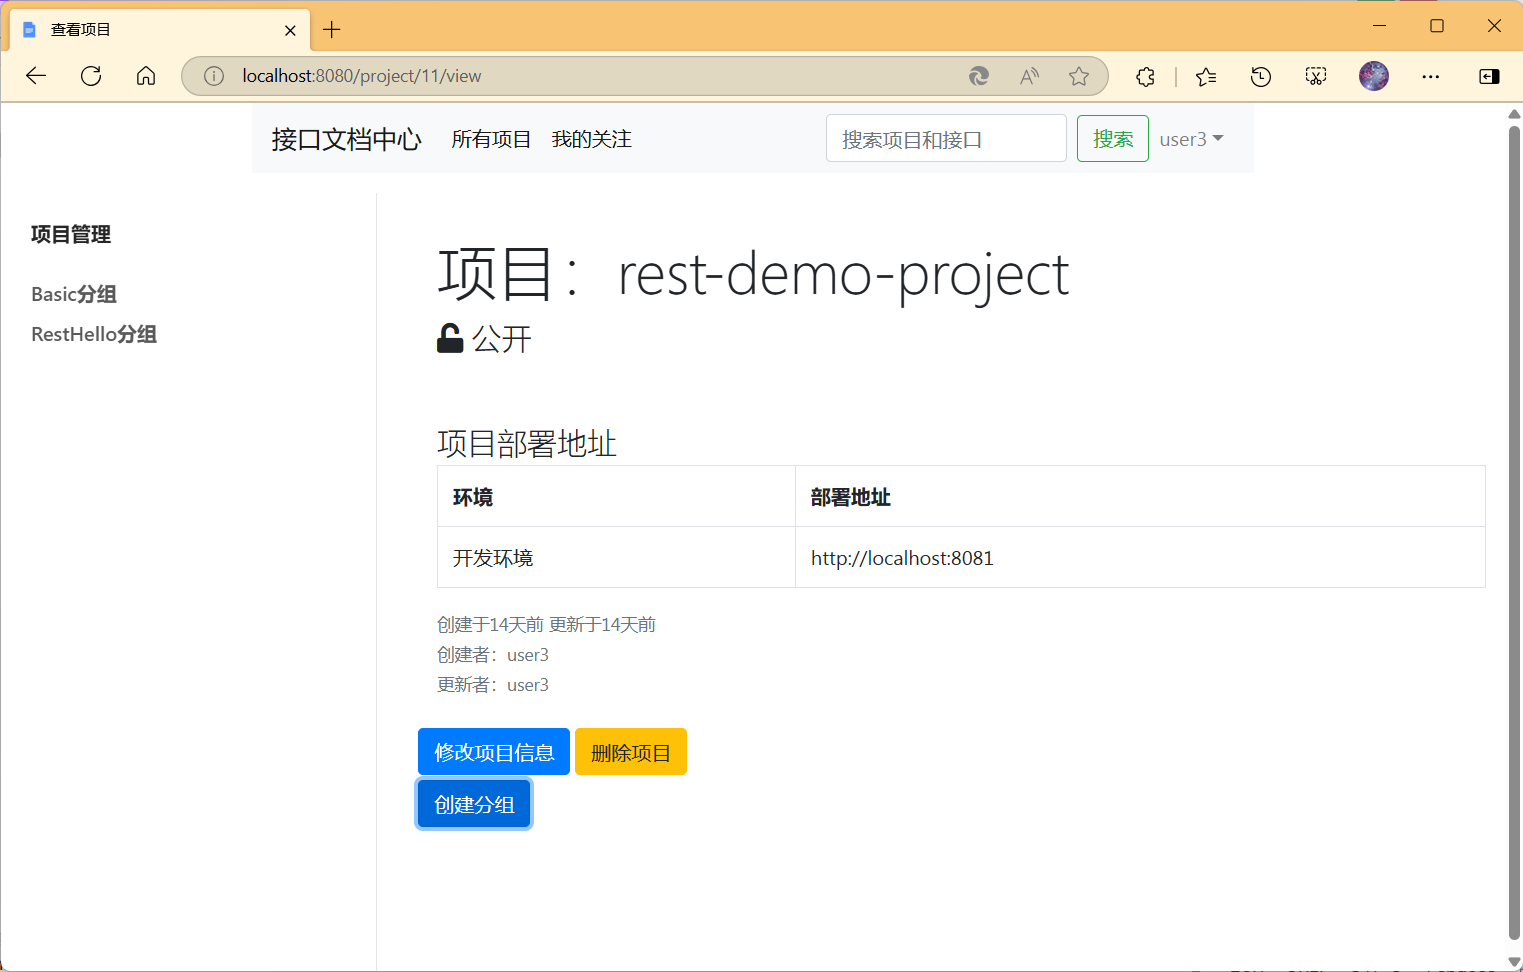 查看项目
localhost:8080/project/11/view
接口文档中心 所有项目 我的关注 搜索项目和接口 搜索 user3
项目管理
Basic分组
RestHello分组
项目：rest-demo-project
公开
项目部署地址
环境 部署地址
开发环境 http://localhost:8081
创建于14天前 更新于14天前
创建者：user3
更新者：user3
修改项目信息 删除项目
创建分组